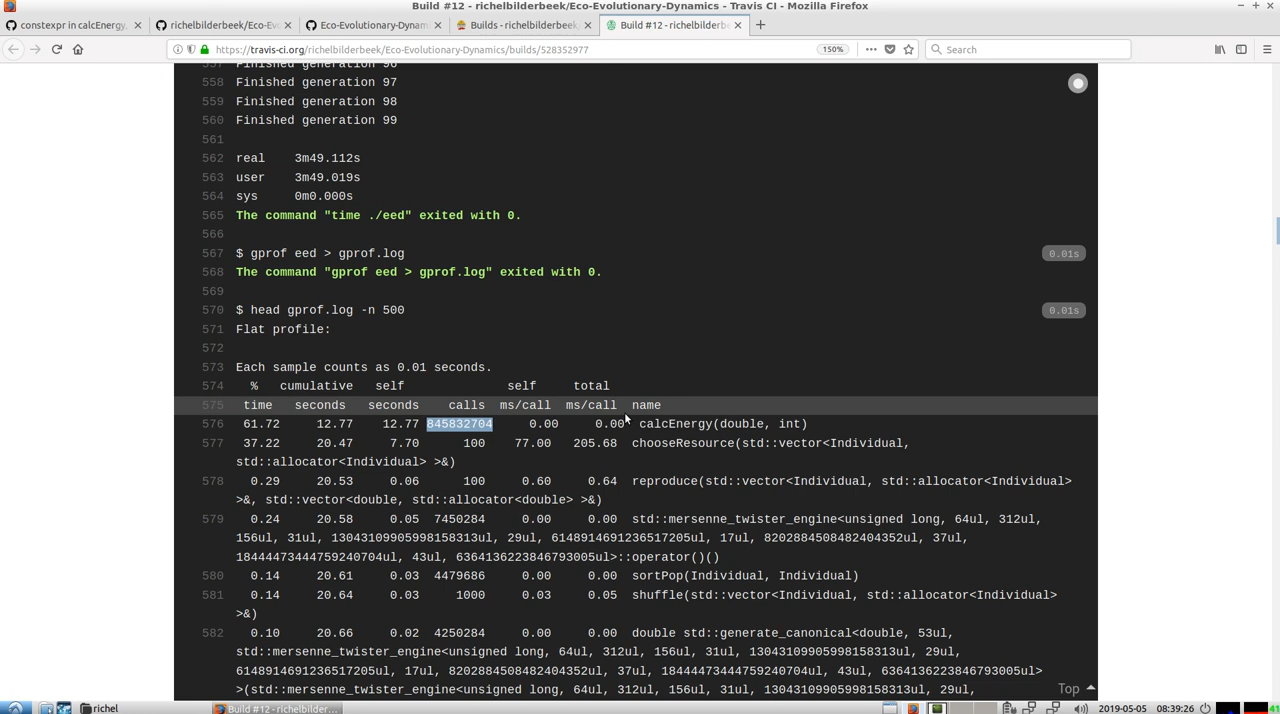 Build #12 - richelbilderbeek/Eco-Evolutionary-Dynamics - Travis CI - Mozilla Firefox
constexpr in calcEnergy,
richelbilderbeek/Eco-Ev
Eco-Evolutionary-Dynam
Builds - richelbilderbeek/
Build #12 - richelbilderb
https://travis-ci.org/richelbilderbeek/Eco-Evolutionary-Dynamics/builds/528352977
150%
Search
557 Finished generation 96
558 Finished generation 97
559 Finished generation 98
560 Finished generation 99
561
562 real 3m49.112s
563 user 3m49.019s
564 sys 0m0.000s
565 The command "time ./eed" exited with 0.
566
567 $ gprof eed > gprof.log 0.01s
568 The command "gprof eed > gprof.log" exited with 0.
569
570 $ head gprof.log -n 500 0.01s
571 Flat profile:
572
573 Each sample counts as 0.01 seconds.
574 % cumulative self self total
575 time seconds seconds calls ms/call ms/call name
576 61.72 12.77 12.77 845832704 0.00 0.00 calcEnergy(double, int)
577 37.22 20.47 7.70 100 77.00 205.68 chooseResource(std::vector<Individual,
std::allocator<Individual> >&)
578 0.29 20.53 0.06 100 0.60 0.64 reproduce(std::vector<Individual, std::allocator<Individual>
>&, std::vector<double, std::allocator<double> >&)
579 0.24 20.58 0.05 7450284 0.00 0.00 std::mersenne_twister_engine<unsigned long, 64ul, 312ul,
156ul, 31ul, 13043109905998158313ul, 29ul, 6148914691236517205ul, 17ul, 8202884508482404352ul, 37ul,
18444473444759240704ul, 43ul, 6364136223846793005ul>::operator()()
580 0.14 20.61 0.03 4479686 0.00 0.00 sortPop(Individual, Individual)
581 0.14 20.64 0.03 1000 0.03 0.05 shuffle(std::vector<Individual, std::allocator<Individual>
>&)
582 0.10 20.66 0.02 4250284 0.00 0.00 double std::generate_canonical<double, 53ul,
std::mersenne_twister_engine<unsigned long, 64ul, 312ul, 156ul, 31ul, 13043109905998158313ul, 29ul,
6148914691236517205ul, 17ul, 8202884508482404352ul, 37ul, 18444473444759240704ul, 43ul, 6364136223846793005ul>
>(std::mersenne_twister_engine<unsigned long, 64ul, 312ul, 156ul, 31ul, 13043109905998158313ul, 29ul,
Top
richel
Build #12 - richelbilder...
2019-05-05 08:39:26
41